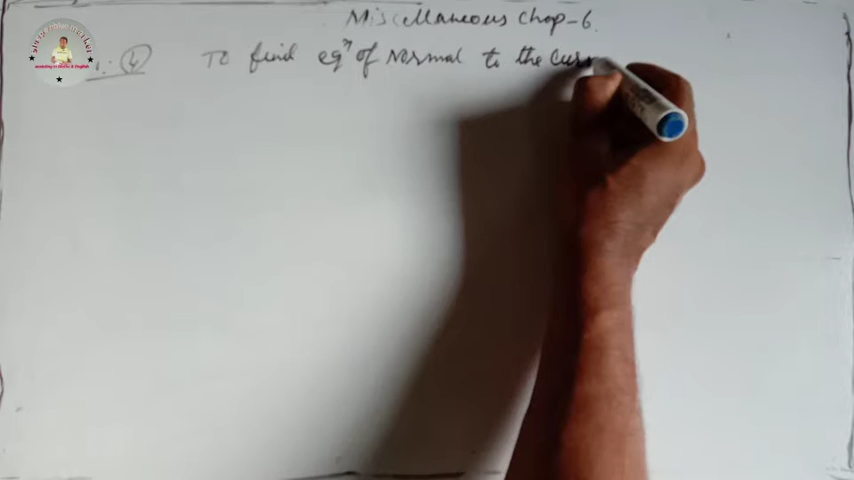 Miscellaneous Chap-6.
④ To find eqⁿ of Normal to the Curv